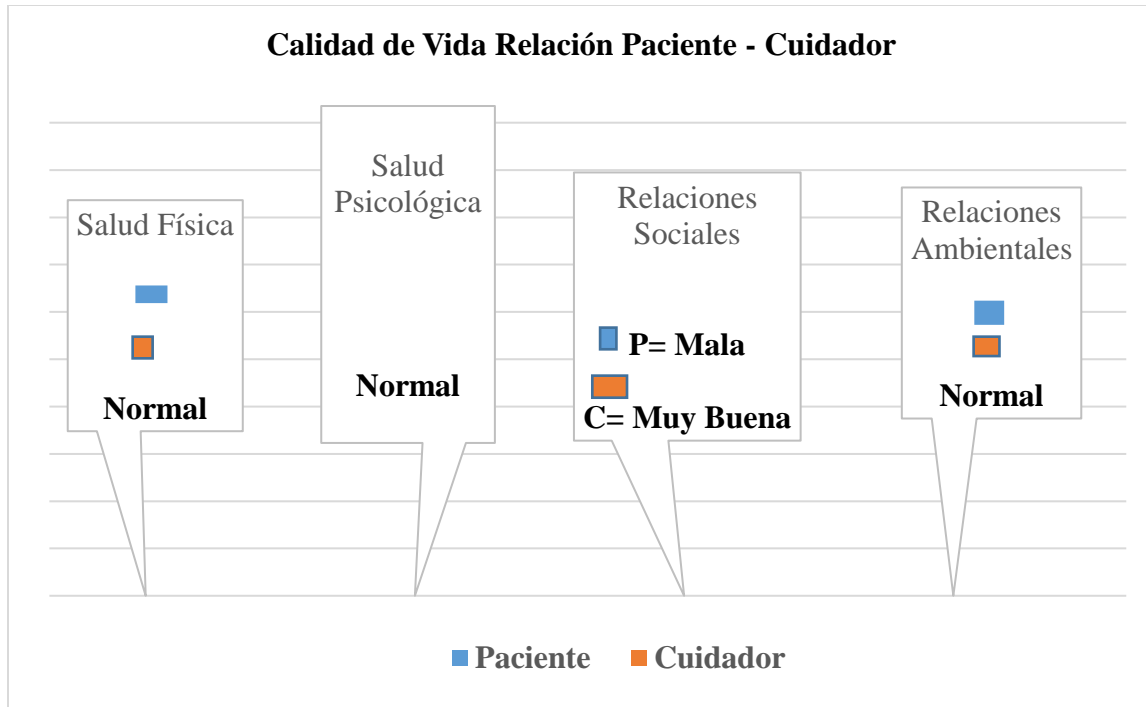 Calidad de Vida Relación Paciente - Cuidador
Salud Física
Normal
Salud
Psicológica
Normal
Relaciones
Sociales
P= Mala
C= Muy Buena
Relaciones
Ambientales
Normal
Paciente
Cuidador